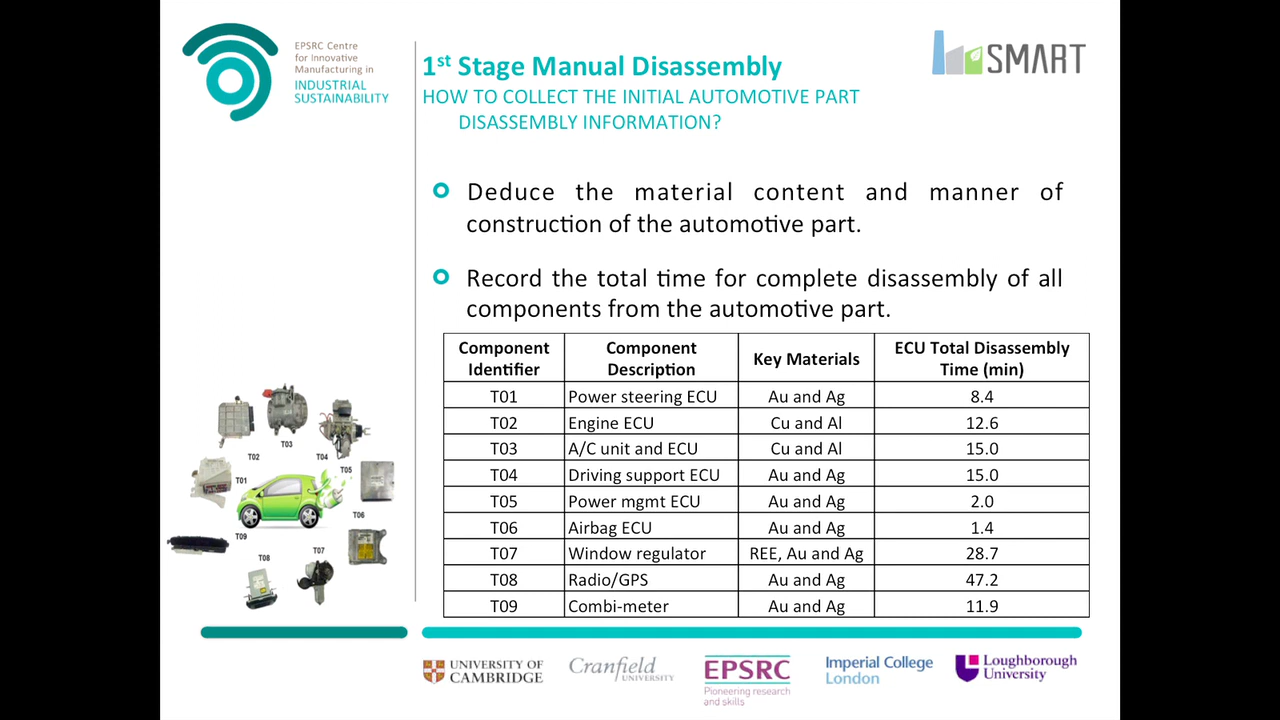 EPSRC Centre
for Innovative
Manufacturing in
INDUSTRIAL
SUSTAINABILITY
1st Stage Manual Disassembly
HOW TO COLLECT THE INITIAL AUTOMOTIVE PART
DISASSEMBLY INFORMATION?
SMART
Deduce the material content and manner of
construction of the automotive part.
Record the total time for complete disassembly of all
components from the automotive part.
Component Identifier Component Description Key Materials ECU Total Disassembly Time (min)
T01 Power steering ECU Au and Ag 8.4
T02 Engine ECU Cu and Al 12.6
T03 A/C unit and ECU Cu and Al 15.0
T04 Driving support ECU Au and Ag 15.0
T05 Power mgmt ECU Au and Ag 2.0
T06 Airbag ECU Au and Ag 1.4
T07 Window regulator REE, Au and Ag 28.7
T08 Radio/GPS Au and Ag 47.2
T09 Combi-meter Au and Ag 11.9
T03
T02
T04
T05
T01
T06
T09
T08
T07
UNIVERSITY OF
CAMBRIDGE
Cranfield
UNIVERSITY
EPSRC
Pioneering research
and skills
Imperial College
London
Loughborough
University